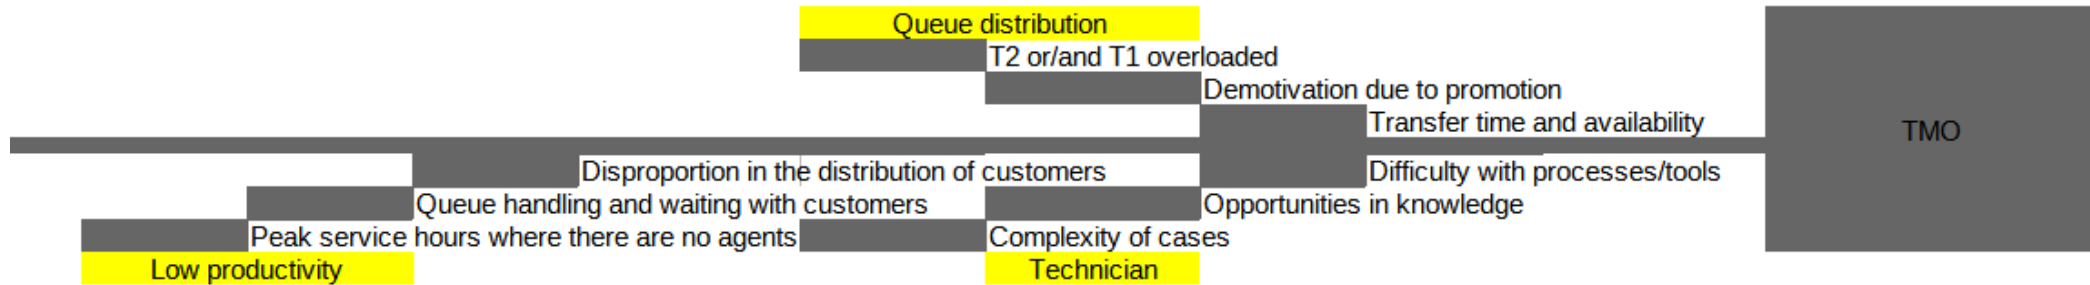 Queue distribution
T2 or/and T1 overloaded
Demotivation due to promotion
Transfer time and availability
TMO
Disproportion in the distribution of customers
Difficulty with processes/tools
Queue handling and waiting with customers
Opportunities in knowledge
Peak service hours where there are no agents
Complexity of cases
Low productivity
Technician